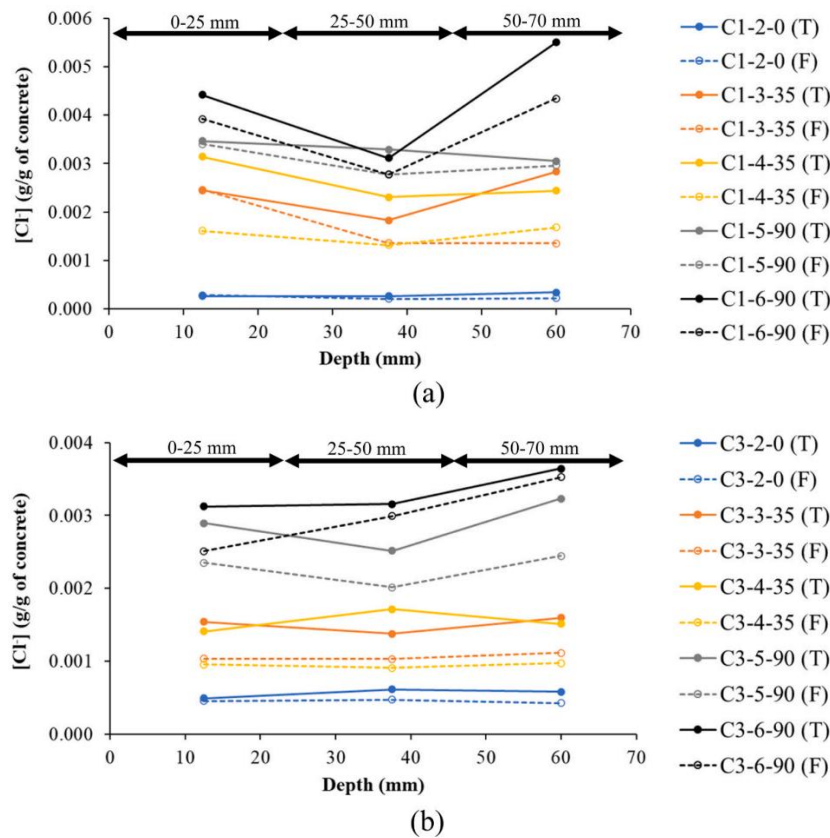 0.006
0-25 mm 25-50 mm 50-70 mm
0.005
0.004
0.003
0.002
0.001
0.000
0 10 20 30 40 50 60 70
[Cl-] (g/g of concrete)
Depth (mm)
C1-2-0 (T)
C1-2-0 (F)
C1-3-35 (T)
C1-3-35 (F)
C1-4-35 (T)
C1-4-35 (F)
C1-5-90 (T)
C1-5-90 (F)
C1-6-90 (T)
C1-6-90 (F)
(a)
0.004
0-25 mm 25-50 mm 50-70 mm
0.003
0.002
0.001
0.000
0 10 20 30 40 50 60 70
[Cl-] (g/g of concrete)
Depth (mm)
C3-2-0 (T)
C3-2-0 (F)
C3-3-35 (T)
C3-3-35 (F)
C3-4-35 (T)
C3-4-35 (F)
C3-5-90 (T)
C3-5-90 (F)
C3-6-90 (T)
C3-6-90 (F)
(b)